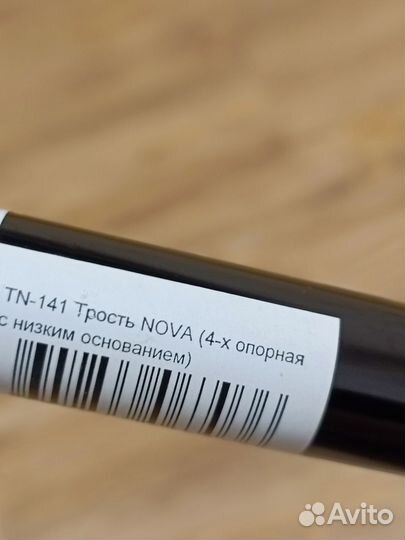 TN-141 Трость NOVA (4-х опорная
с низким основанием)
Avito